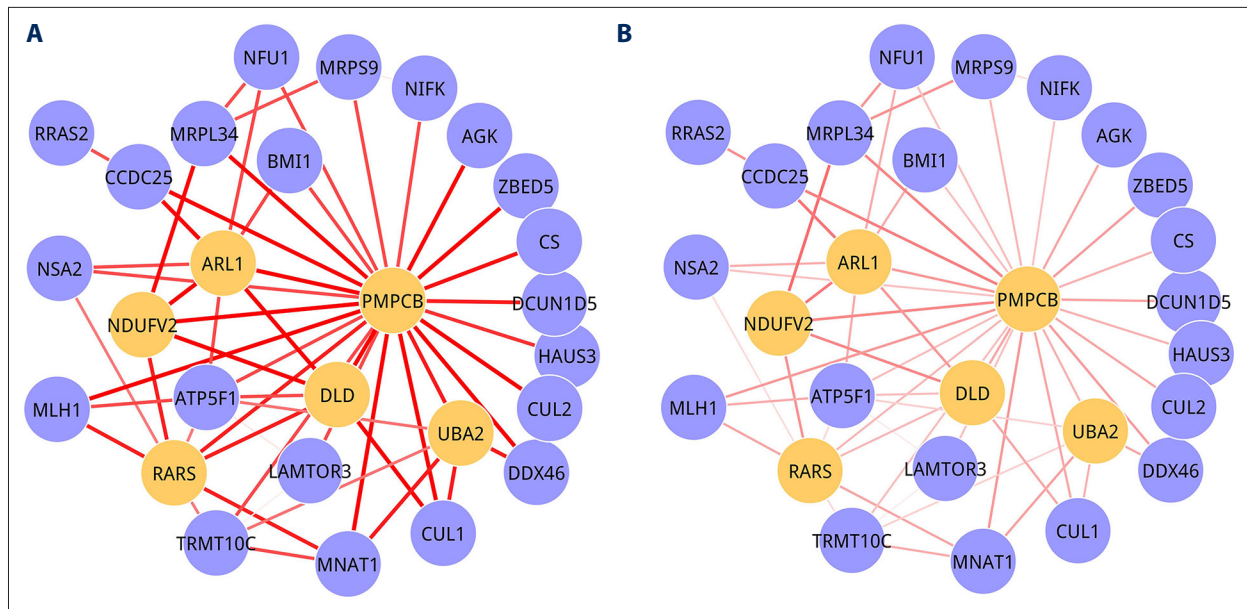 A
NFU1
MRPS9
NIFK
RRAS2
MRPL34
AGK
BMI1
CCDC25
ZBED5
CS
NSA2
ARL1
PMPCB
DCUN1D5
NDUFV2
HAUS3
MLH1
ATP5F1
DLD
CUL2
UBA2
RARS
LAMTOR3
DDX46
TRMT10C
CUL1
MNAT1
B
NFU1
MRPS9
NIFK
RRAS2
MRPL34
AGK
BMI1
CCDC25
ZBED5
CS
NSA2
ARL1
PMPCB
DCUN1D5
NDUFV2
HAUS3
MLH1
ATP5F1
DLD
CUL2
UBA2
RARS
LAMTOR3
DDX46
TRMT10C
CUL1
MNAT1